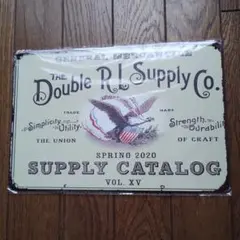 GENERAL MERCANTILE
THE
Double RL Supply Co.
TRADE MARK
Simplicity Utility Strength Durability
THE UNION OF CRAFT
SPRING 2020
SUPPLY CATALOG
VOL. XV